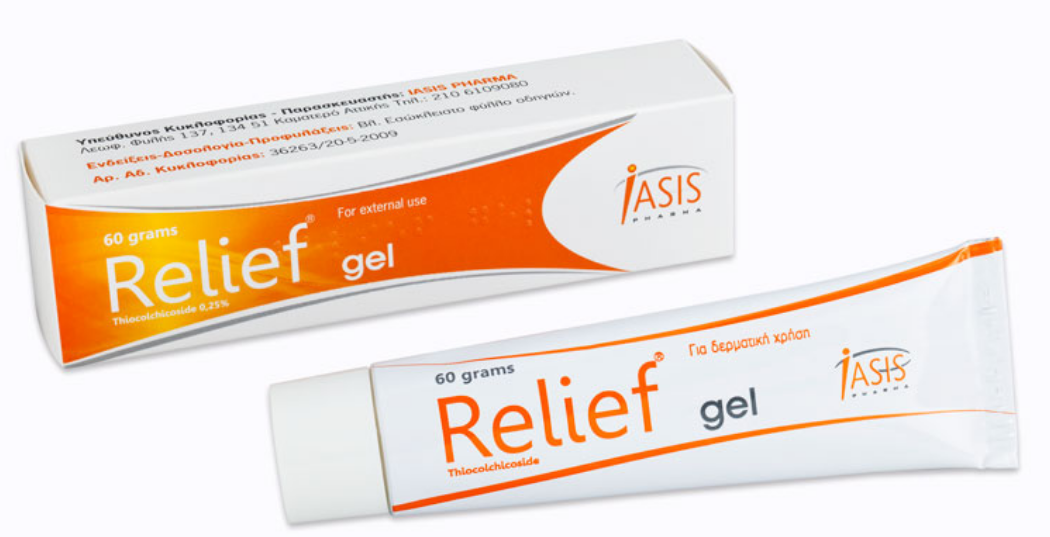 Υπεύθυνος Κυκλοφορίας - Παρασκευαστής: IASIS PHARMA
Λεωφ. Φυλής 137, 134 51 Καματερό Αττικής Τηλ.: 210 6109080
Ενδείξεις-Δοσολογία-Προφυλάξεις: Βλ. Εσώκλειστο φύλλο οδηγιών.
Αρ. Αδ. Κυκλοφορίας: 36263/20-5-2009
60 grams
For external use
Relief® gel
Thiocolchicoside 0,25%
iASIS
PHARMA
60 grams
Για δερματική χρήση
Relief® gel
Thiocolchicoside
iASIS
PHARMA